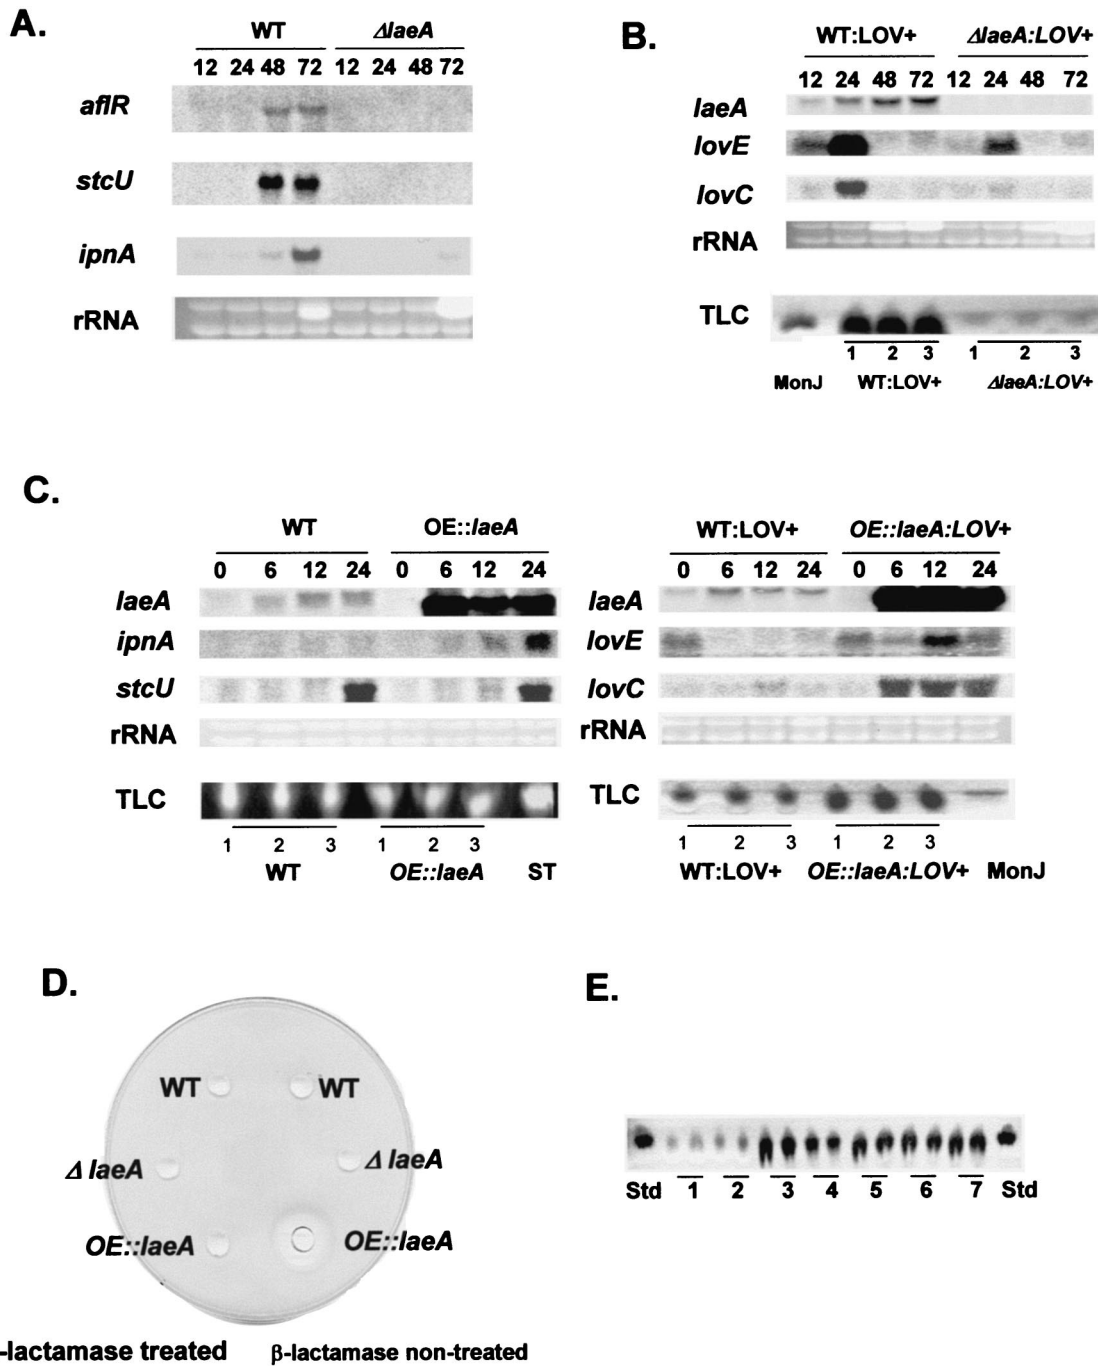 A.
WT ΔlaeA
12 24 48 72 12 24 48 72
aflR
stcU
ipnA
rRNA
B.
WT:LOV+ ΔlaeA:LOV+
12 24 48 72 12 24 48 72
laeA
lovE
lovC
rRNA
TLC
1 2 3 1 2 3
MonJ WT:LOV+ ΔlaeA:LOV+
C.
WT OE::laeA
0 6 12 24 0 6 12 24
laeA
ipnA
stcU
rRNA
TLC
1 2 3 1 2 3
WT OE::laeA ST
WT:LOV+ OE::laeA:LOV+
0 6 12 24 0 6 12 24
laeA
lovE
lovC
rRNA
TLC
1 2 3 1 2 3
WT:LOV+ OE::laeA:LOV+ MonJ
D.
WT WT
Δ laeA Δ laeA
OE::laeA OE::laeA
-lactamase treated β-lactamase non-treated
E.
Std 1 2 3 4 5 6 7 Std